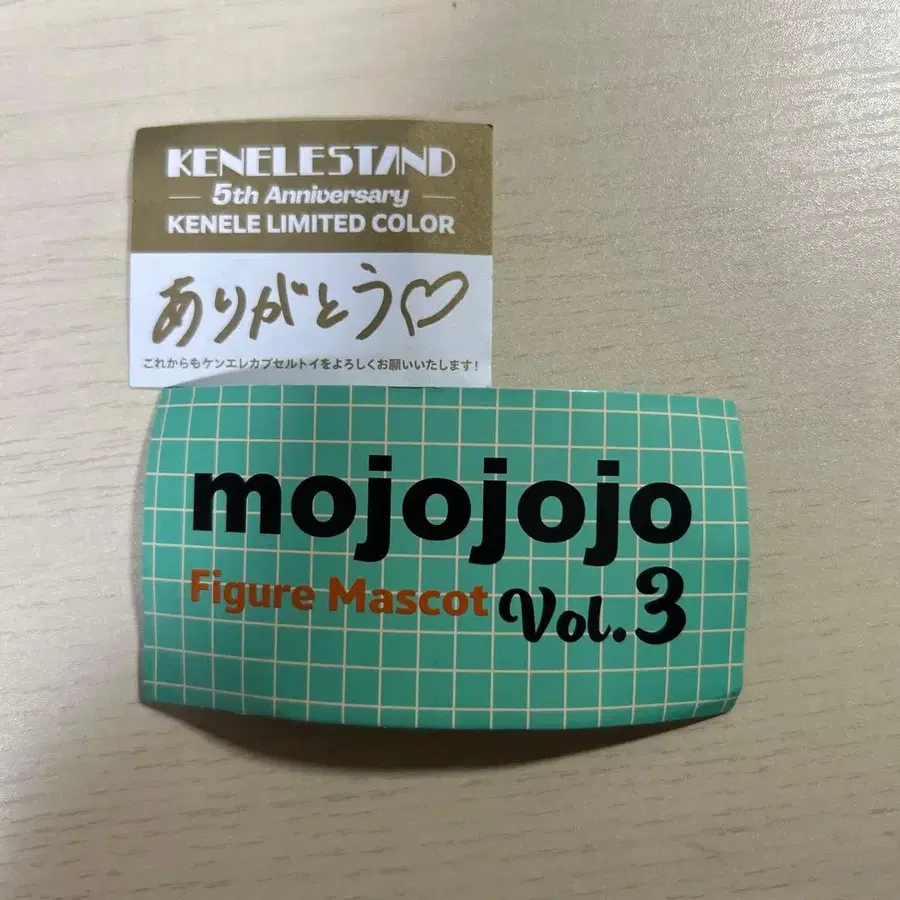 KENELESTAND
5th Anniversary
KENELE LIMITED COLOR
ありがとう♡
これからもケンエレカプセルトイをよろしくお願いいたします!
mojojojo
Figure Mascot Vol.3